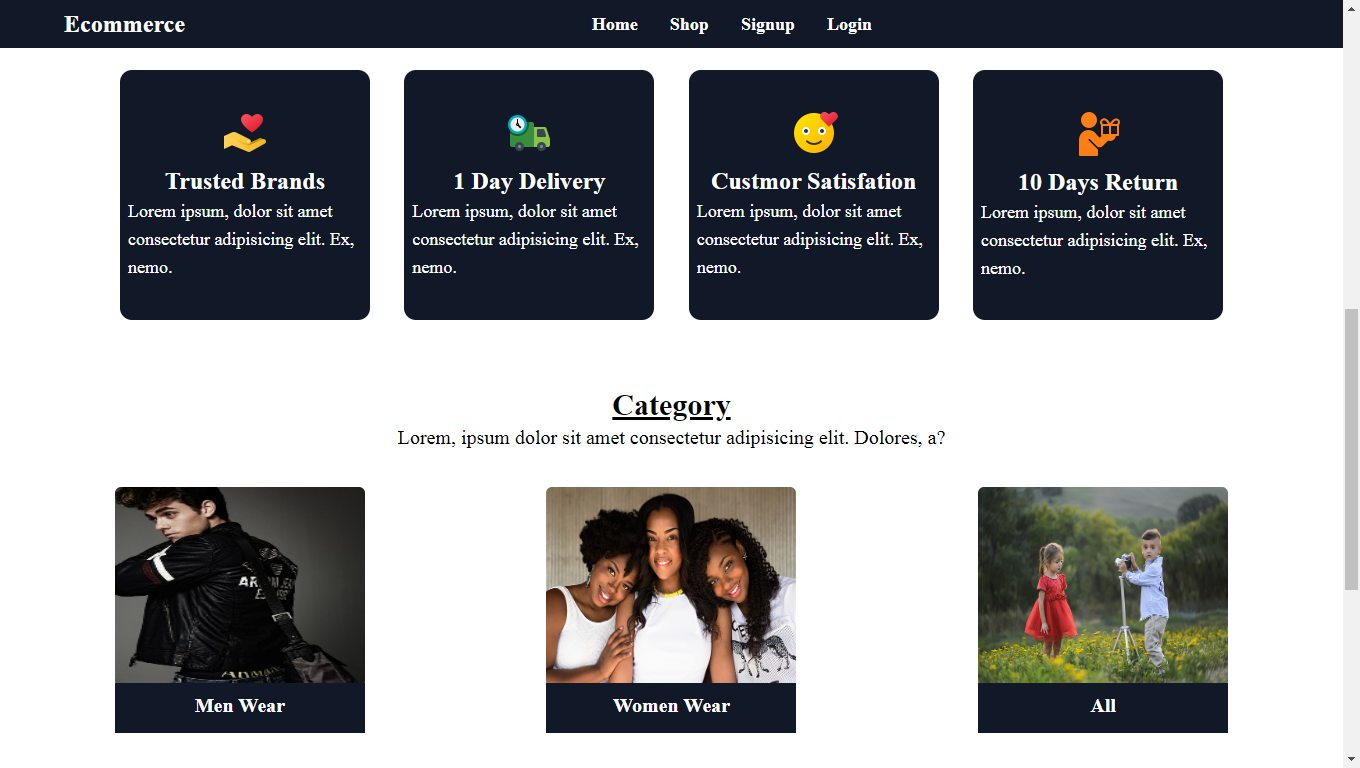 Ecommerce
Home Shop Signup Login
Trusted Brands
Lorem ipsum, dolor sit amet
consectetur adipisicing elit. Ex,
nemo.
1 Day Delivery
Lorem ipsum, dolor sit amet
consectetur adipisicing elit. Ex,
nemo.
Custmor Satisfation
Lorem ipsum, dolor sit amet
consectetur adipisicing elit. Ex,
nemo.
10 Days Return
Lorem ipsum, dolor sit amet
consectetur adipisicing elit. Ex,
nemo.
Category
Lorem, ipsum dolor sit amet consectetur adipisicing elit. Dolores, a?
Men Wear
Women Wear
All